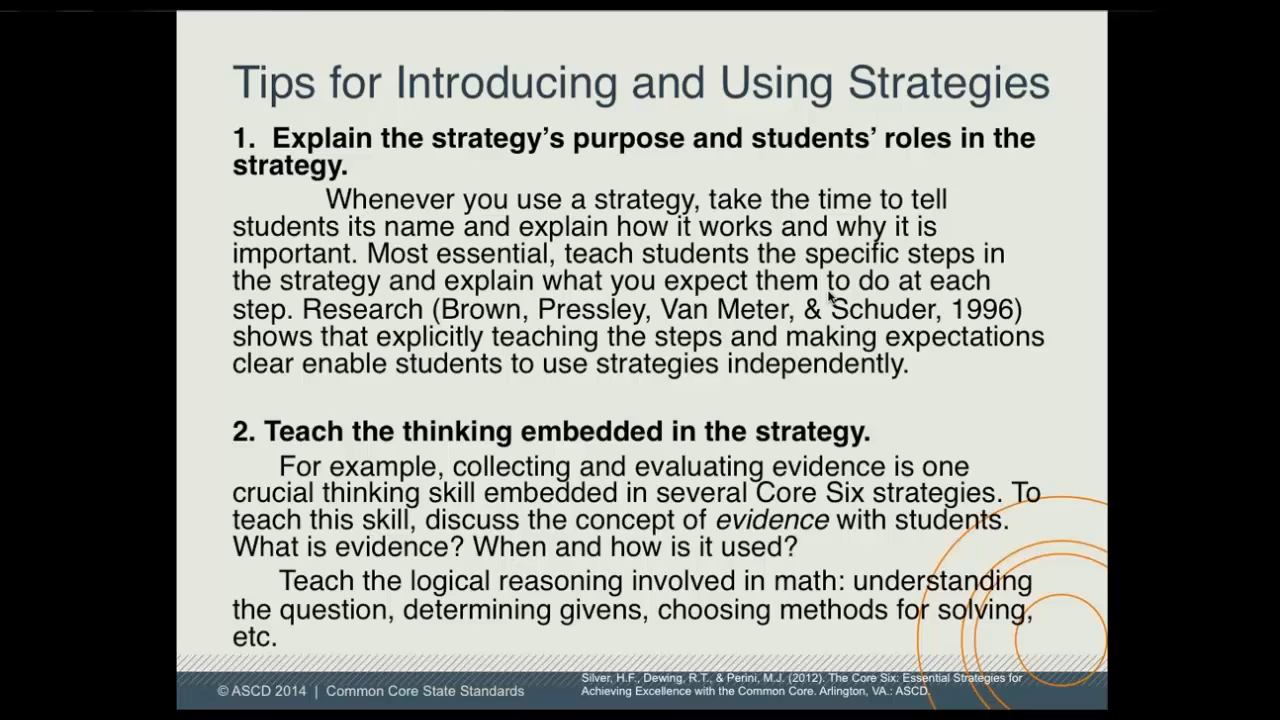 Tips for Introducing and Using Strategies
1.  Explain the strategy’s purpose and students’ roles in the
strategy.
Whenever you use a strategy, take the time to tell
students its name and explain how it works and why it is
important. Most essential, teach students the specific steps in
the strategy and explain what you expect them to do at each
step. Research (Brown, Pressley, Van Meter, & Schuder, 1996)
shows that explicitly teaching the steps and making expectations
clear enable students to use strategies independently.
2. Teach the thinking embedded in the strategy.
For example, collecting and evaluating evidence is one
crucial thinking skill embedded in several Core Six strategies. To
teach this skill, discuss the concept of evidence with students.
What is evidence? When and how is it used?
Teach the logical reasoning involved in math: understanding
the question, determining givens, choosing methods for solving,
etc.
© ASCD 2014 | Common Core State Standards
Silver, H.F., Dewing, R.T., & Perini, M.J. (2012). The Core Six: Essential Strategies for
Achieving Excellence with the Common Core. Arlington, VA.: ASCD.